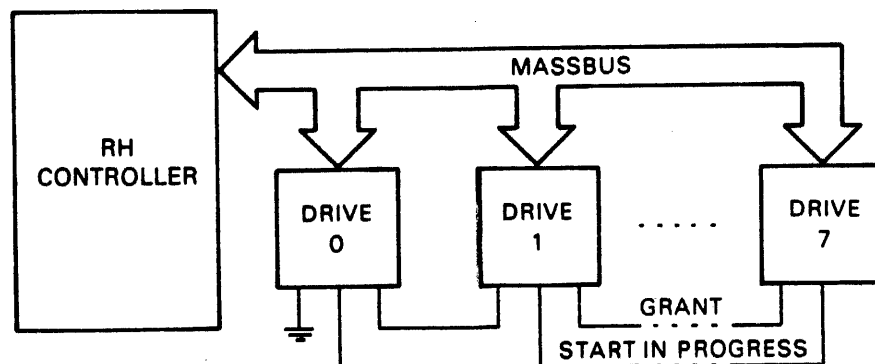 MASSBUS
RH
CONTROLLER
DRIVE
0
DRIVE
1
DRIVE
7
GRANT
START IN PROGRESS